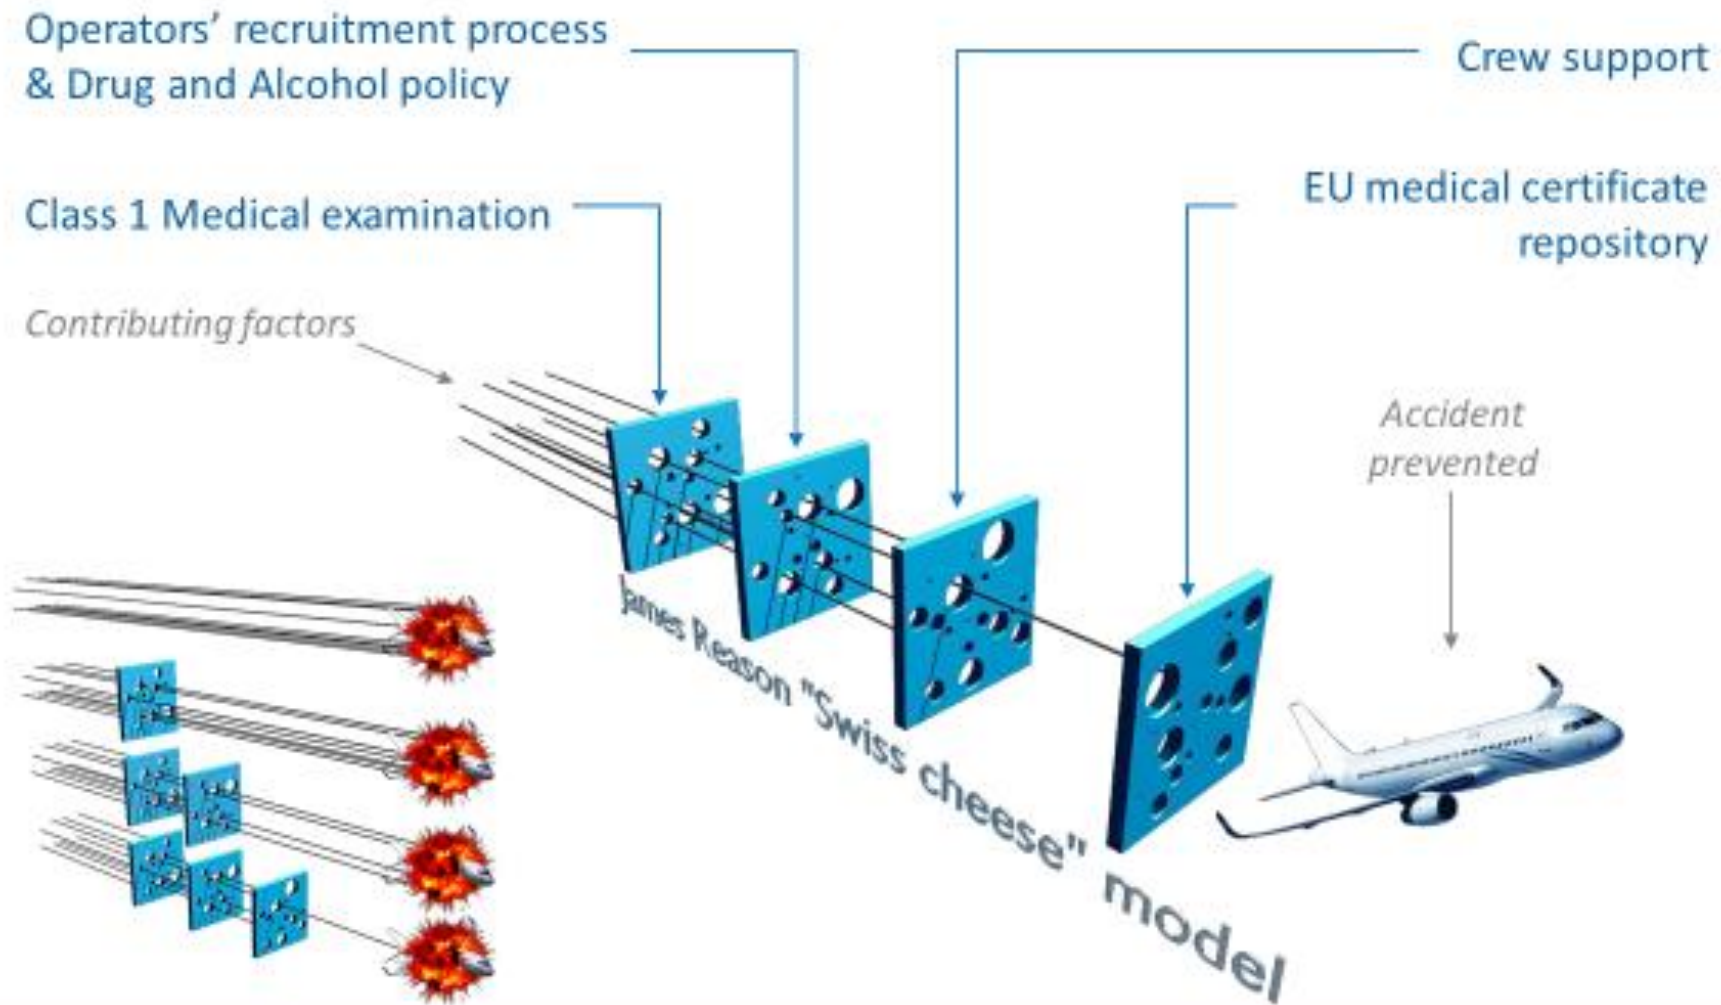 Operators' recruitment process
& Drug and Alcohol policy
Crew support
Class 1 Medical examination
EU medical certificate
repository
Contributing factors
Accident
prevented
James Reason "Swiss cheese" model